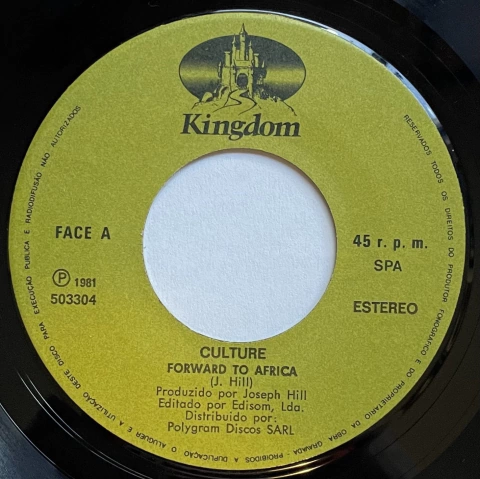 Kingdom
FACE A
45 r. p. m.
SPA
Ⓟ 1981
503304
ESTEREO
CULTURE
FORWARD TO AFRICA
(J. Hill)
Produzido por Joseph Hill
Editado por Edisom, Lda.
Distribuido por:
Polygram Discos SARL
RESERVADOS TODOS OS DIREITOS DO PRODUTOR FONOGRÁFICO E DO PROPRIETÁRIO DA OBRA GRAVADA - PROIBIDOS A DUPLICAÇÃO O ALUGUER E A UTILIZAÇÃO DESTE DISCO PARA EXECUÇÃO PUBLICA E RADIODIFUSÃO NÃO AUTORIZADOS